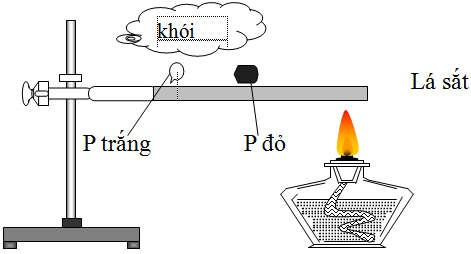 khói
Lá sắt
P trắng
P đỏ